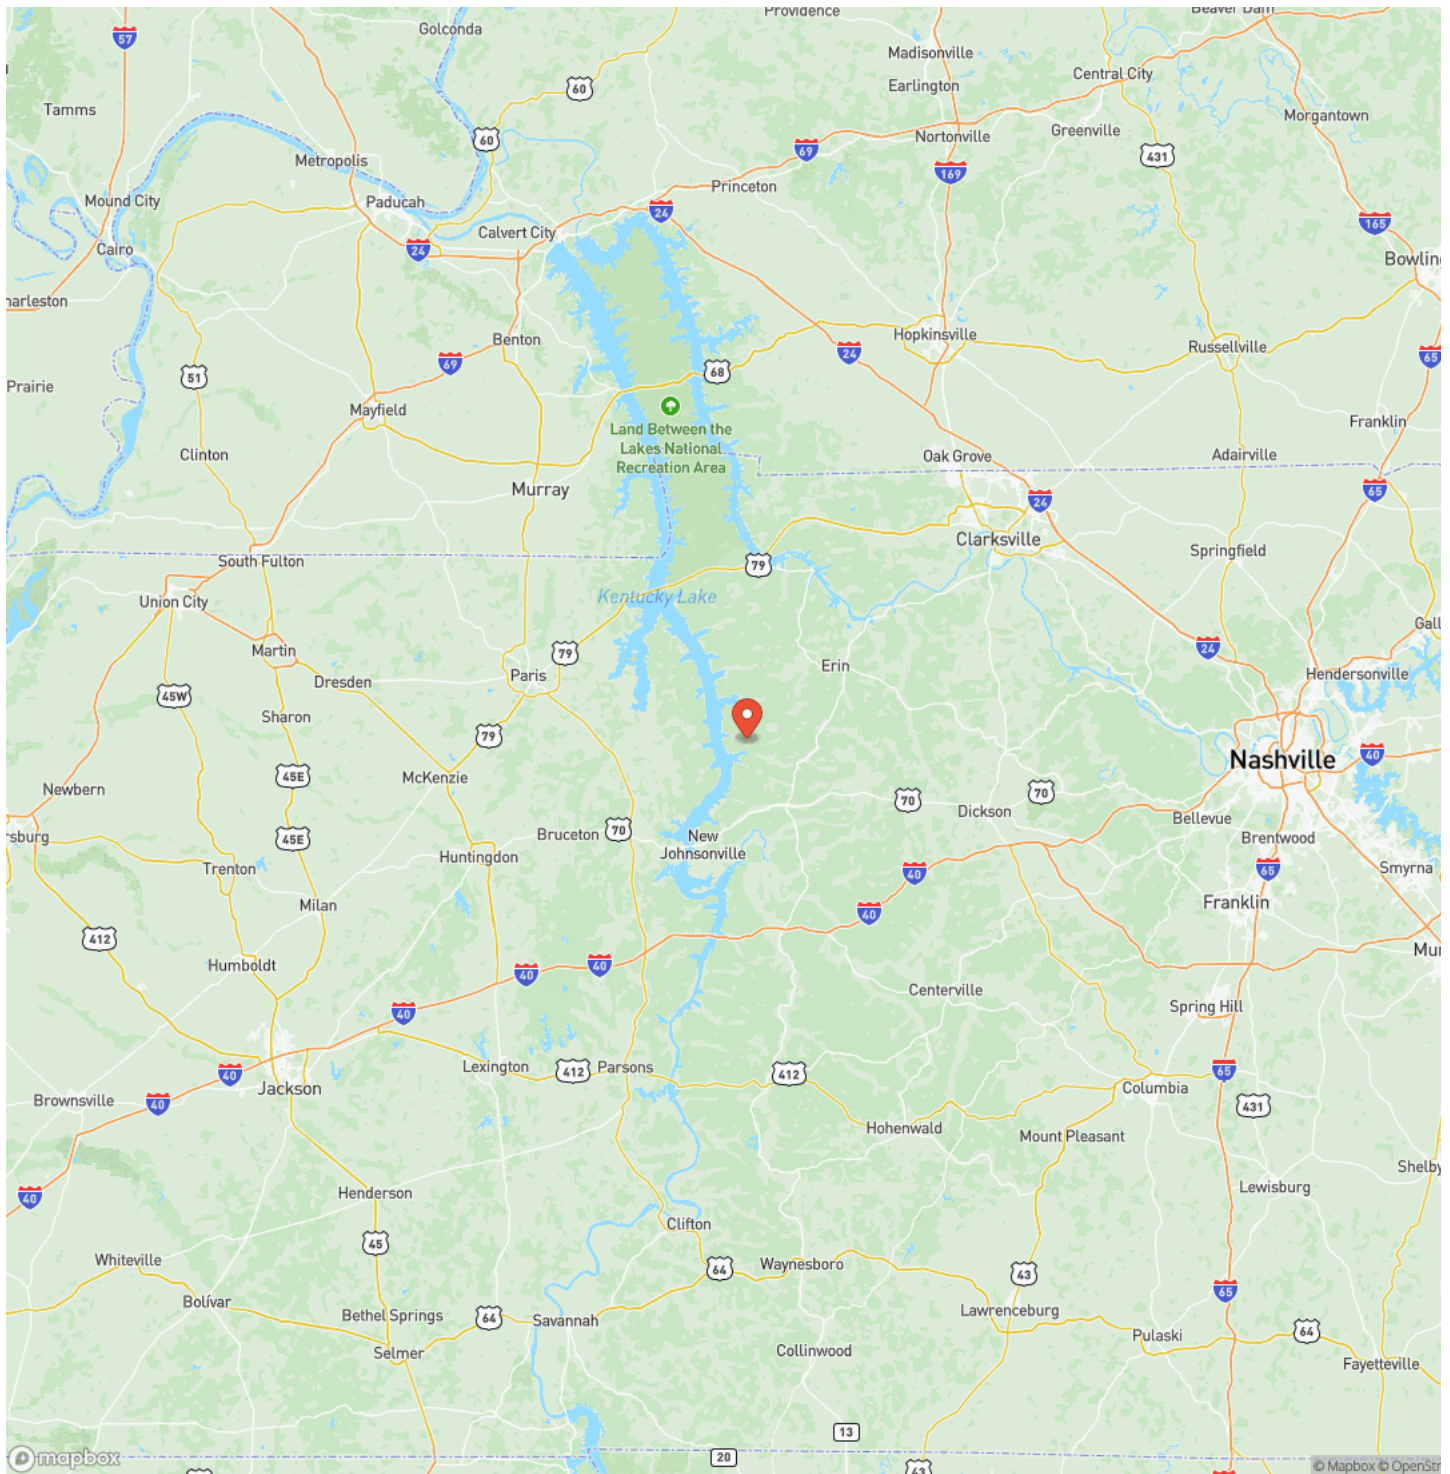 Providence
Beaver Dam
57
Golconda
Madisonville
60
Earlington
Central City
Tamms
Morgantown
60
Nortonville
Greenville
Metropolis
69
431
169
Princeton
Mound City
Paducah
24
165
Calvert City
Cairo
24
Bowling
harleston
Hopkinsville
Benton
24
Russellville
65
69
68
51
Prairie
Mayfield
Franklin
Land Between the
Lakes National
Recreation Area
Clinton
Oak Grove
Adairville
Murray
65
24
Clarksville
Springfield
South Fulton
79
Kentucky Lake
Union City
Gall
24
Martin
79
Erin
Paris
Hendersonville
Dresden
45W
Sharon
79
Nashville
40
45E
McKenzie
Newbern
70
70
Dickson
Bellevue
rsburg
45E
Bruceton
70
New
Johnsonville
Brentwood
Huntingdon
Trenton
40
65
Smyrna
Milan
40
Franklin
412
Mur
Humboldt
40
40
Centerville
Spring Hill
40
Lexington
412
Parsons
412
65
40
Jackson
Columbia
Brownsville
40
431
Hohenwald
Mount Pleasant
Shelby
40
Henderson
Lewisburg
Clifton
45
Whiteville
64
Waynesboro
43
65
Bolívar
Bethel Springs
64
Savannah
Lawrenceburg
64
Selmer
Pulaski
Collinwood
Fayetteville
13
mapbox
20
43
© Mapbox © OpenStr